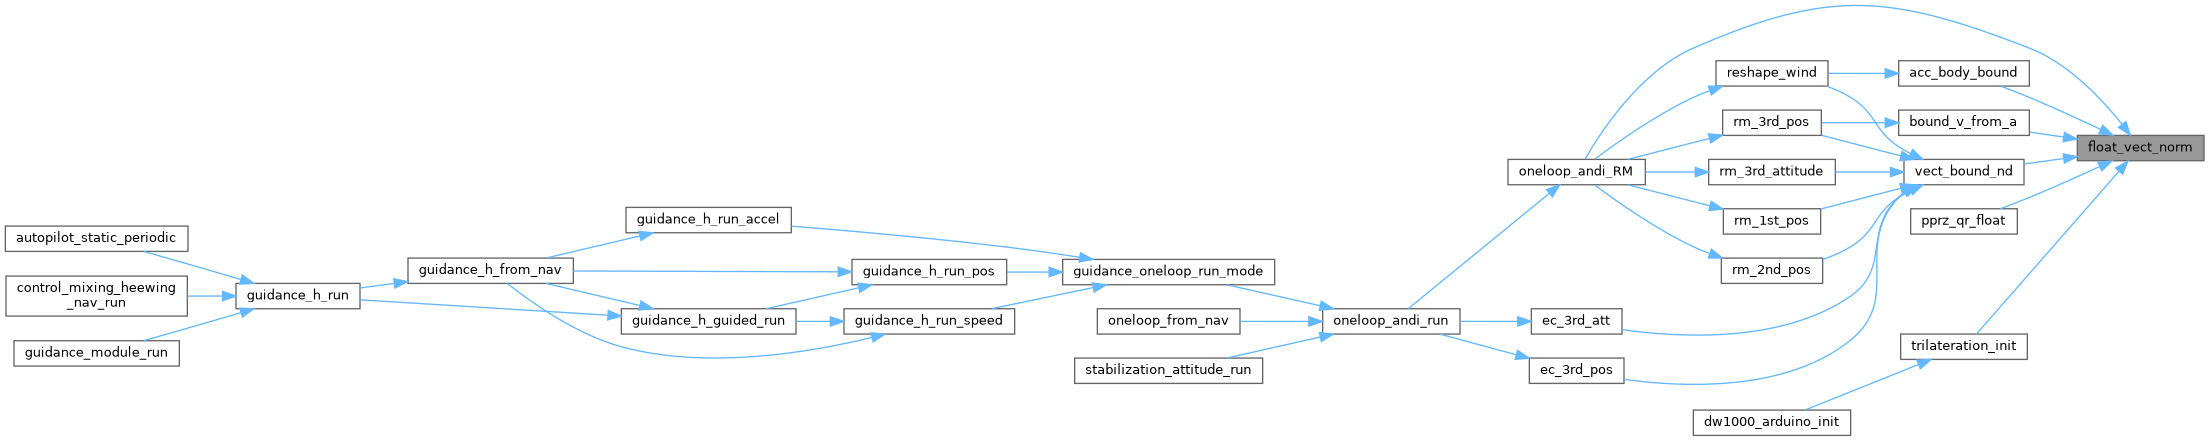 reshape_wind
acc_body_bound
rm_3rd_pos
bound_v_from_a
float_vect_norm
oneloop_andi_RM
rm_3rd_attitude
vect_bound_nd
guidance_h_run_accel
rm_1st_pos
pprz_qr_float
autopilot_static_periodic
guidance_h_from_nav
guidance_h_run_pos
guidance_oneloop_run_mode
rm_2nd_pos
control_mixing_heewing
_nav_run
guidance_h_run
guidance_h_guided_run
guidance_h_run_speed
oneloop_from_nav
oneloop_andi_run
ec_3rd_att
guidance_module_run
trilateration_init
stabilization_attitude_run
ec_3rd_pos
dw1000_arduino_init